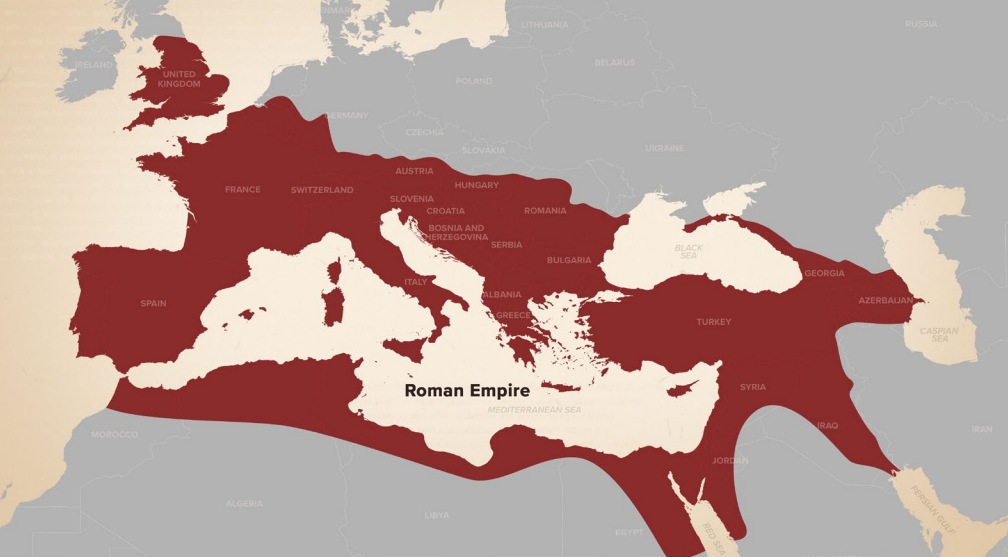 DENMARK
LITHUANIA
RUSSIA
IRELAND
UNITED
KINGDOM
BELARUS
POLAND
GERMANY
CZECHIA
SLOVAKIA
UKRAINE
AUSTRIA
FRANCE
SWITZERLAND
HUNGARY
SLOVENIA
CROATIA
ROMANIA
BOSNIA AND
HERZEGOVINA
SERBIA
BLACK
SEA
BULGARIA
GEORGIA
ITALY
ALBANIA
SPAIN
AZERBAIJAN
GREECE
TURKEY
CASPIAN
SEA
Roman Empire
SYRIA
MEDITERRANEAN SEA
IRAQ
IRAN
MOROCCO
JORDAN
ALGERIA
LIBYA
EGYPT
RED SEA
PERSIAN GULF